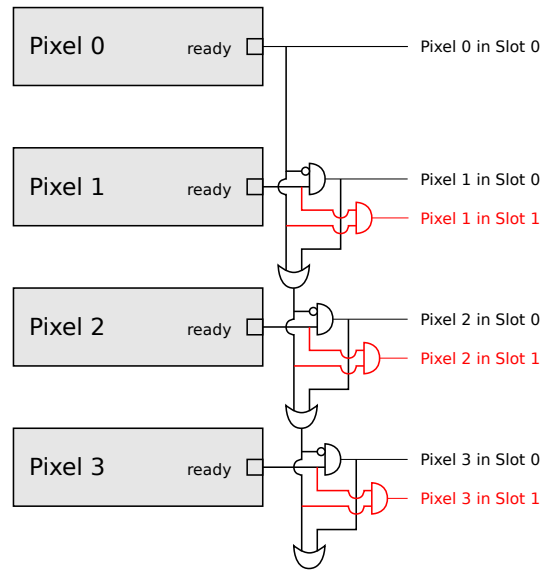 Pixel 0
ready
Pixel 0 in Slot 0
Pixel 1
ready
Pixel 1 in Slot 0
Pixel 1 in Slot 1
Pixel 2
ready
Pixel 2 in Slot 0
Pixel 2 in Slot 1
Pixel 3
ready
Pixel 3 in Slot 0
Pixel 3 in Slot 1